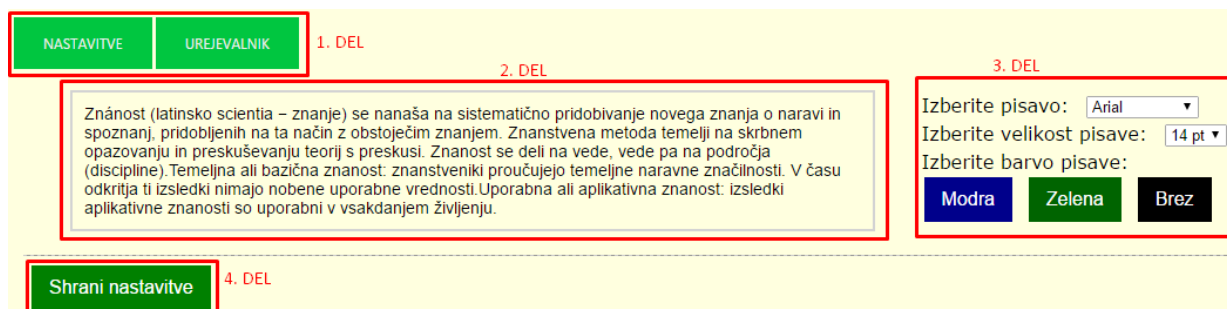 NASTAVITVE UREJEVALNIK 1. DEL
2. DEL
3. DEL
Znánost (latinsko scientia – znanje) se nanaša na sistematično pridobivanje novega znanja o naravi in
spoznanj, pridobljenih na ta način z obstoječim znanjem. Znanstvena metoda temelji na skrbnem
opazovanju in preskuševanju teorij s preskusi. Znanost se deli na vede, vede pa na področja
(discipline).Temeljna ali bazična znanost: znanstveniki proučujejo temeljne naravne značilnosti. V času
odkritja ti izsledki nimajo nobene uporabne vrednosti.Uporabna ali aplikativna znanost: izsledki
aplikativne znanosti so uporabni v vsakdanjem življenju.
Izberite pisavo: Arial
Izberite velikost pisave: 14 pt
Izberite barvo pisave:
Modra Zelena Brez
Shrani nastavitve 4. DEL